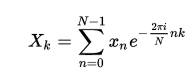 $X_k = \sum_{n=0}^{N-1} x_n e^{-\frac{2\pi i}{N} nk}$